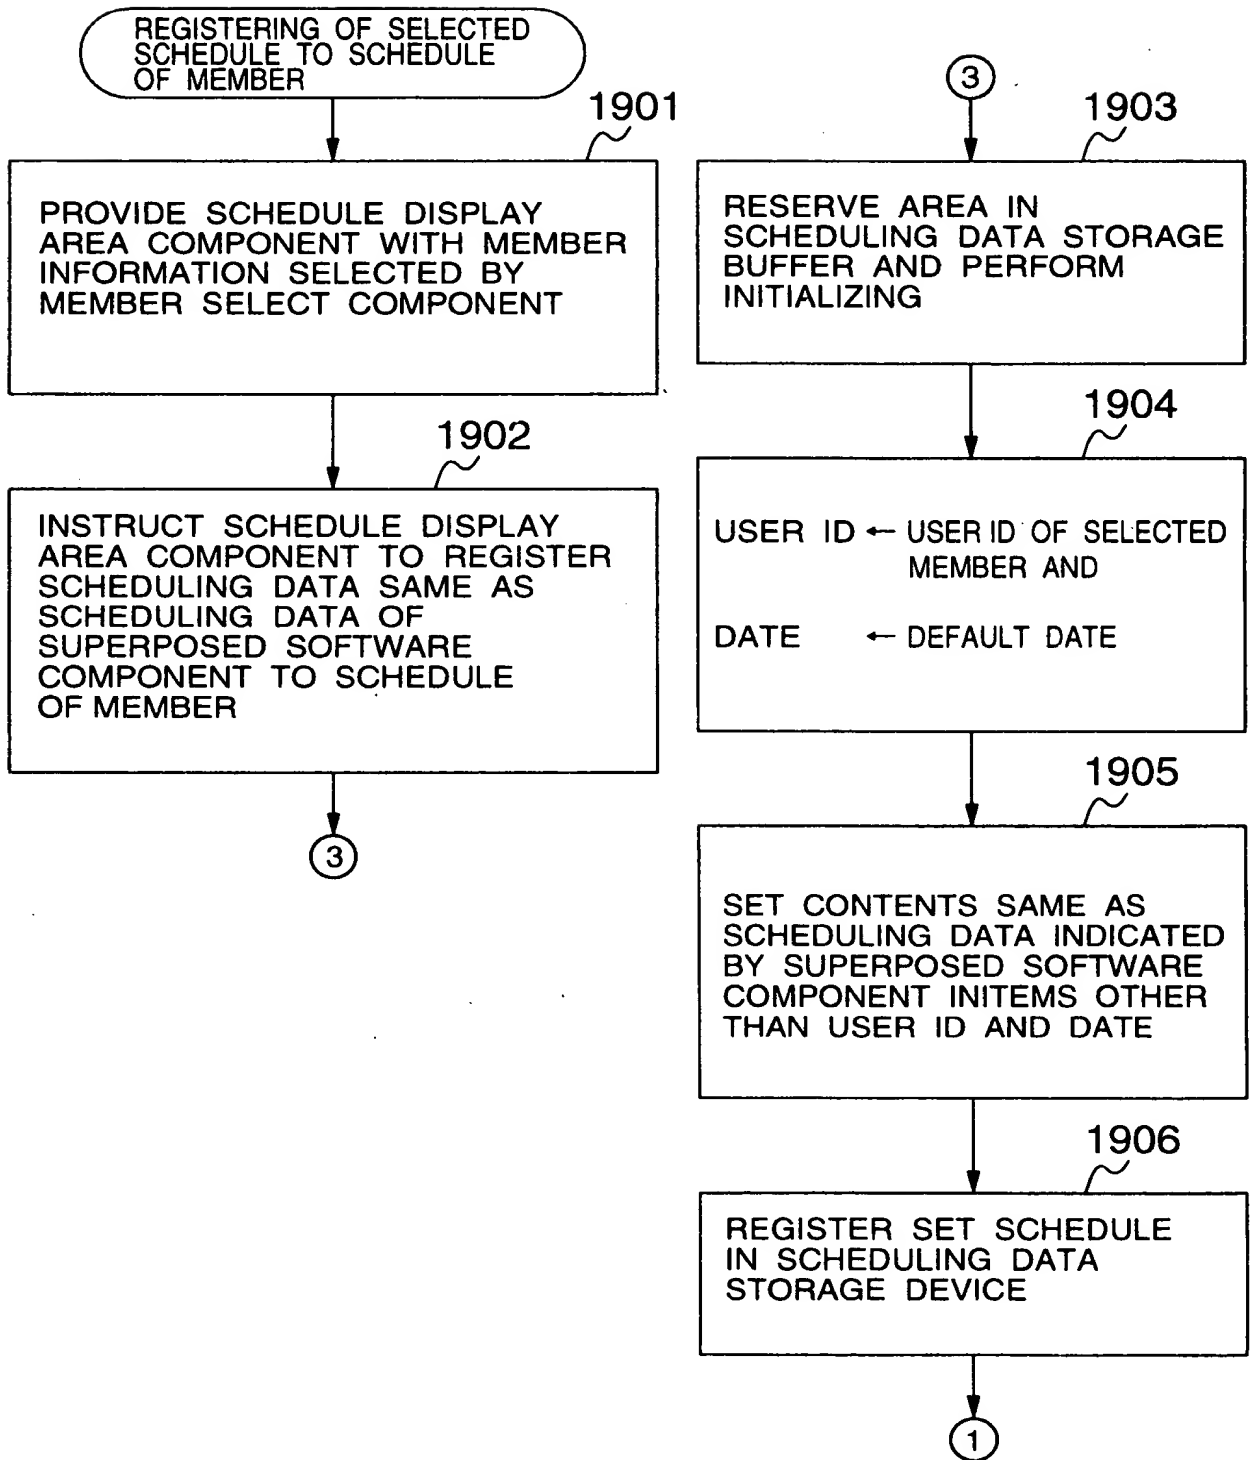 REGISTERING OF SELECTED
SCHEDULE TO SCHEDULE
OF MEMBER
1901
PROVIDE SCHEDULE DISPLAY
AREA COMPONENT WITH MEMBER
INFORMATION SELECTED BY
MEMBER SELECT COMPONENT
1902
INSTRUCT SCHEDULE DISPLAY
AREA COMPONENT TO REGISTER
SCHEDULING DATA SAME AS
SCHEDULING DATA OF
SUPERPOSED SOFTWARE
COMPONENT TO SCHEDULE
OF MEMBER
3
3
1903
RESERVE AREA IN
SCHEDULING DATA STORAGE
BUFFER AND PERFORM
INITIALIZING
1904
USER ID ← USER ID OF SELECTED
MEMBER AND
DATE ← DEFAULT DATE
1905
SET CONTENTS SAME AS
SCHEDULING DATA INDICATED
BY SUPERPOSED SOFTWARE
COMPONENT INITEMS OTHER
THAN USER ID AND DATE
1906
REGISTER SET SCHEDULE
IN SCHEDULING DATA
STORAGE DEVICE
1